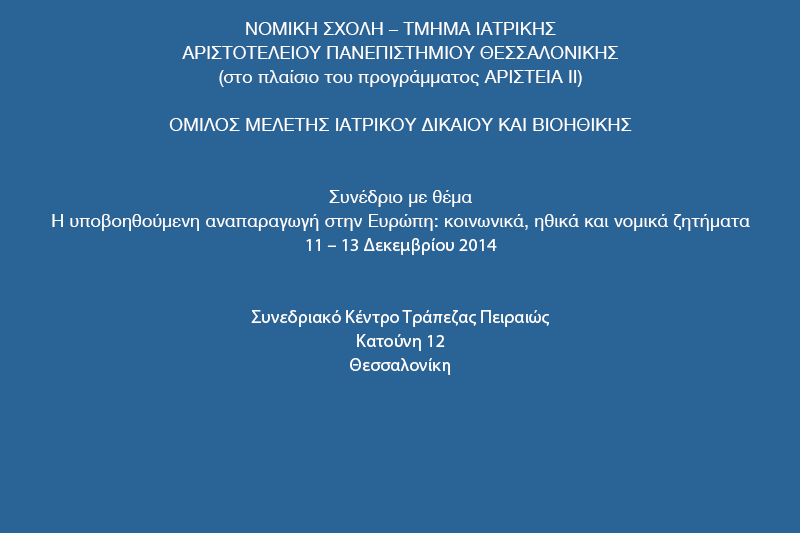 ΝΟΜΙΚΗ ΣΧΟΛΗ – ΤΜΗΜΑ ΙΑΤΡΙΚΗΣ
ΑΡΙΣΤΟΤΕΛΕΙΟΥ ΠΑΝΕΠΙΣΤΗΜΙΟΥ ΘΕΣΣΑΛΟΝΙΚΗΣ
(στο πλαίσιο του προγράμματος ΑΡΙΣΤΕΙΑ ΙΙ)
ΟΜΙΛΟΣ ΜΕΛΕΤΗΣ ΙΑΤΡΙΚΟΥ ΔΙΚΑΙΟΥ ΚΑΙ ΒΙΟΗΘΙΚΗΣ
Συνέδριο με θέμα
Η υποβοηθούμενη αναπαραγωγή στην Ευρώπη: κοινωνικά, ηθικά και νομικά ζητήματα
11 – 13 Δεκεμβρίου 2014
Συνεδριακό Κέντρο Τράπεζας Πειραιώς
Κατούνη 12
Θεσσαλονίκη